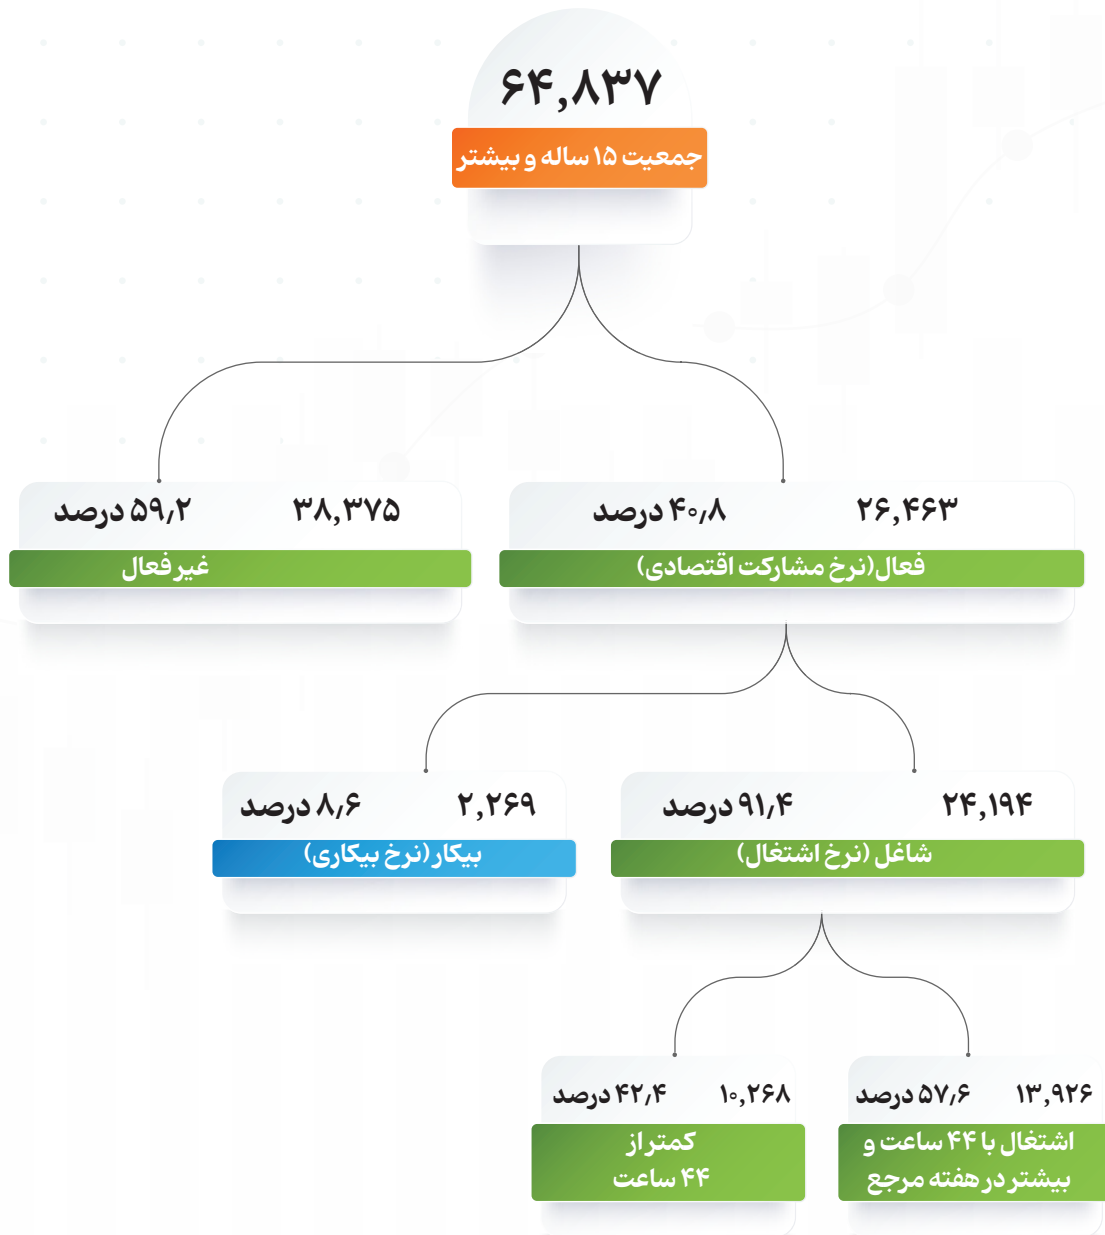 ۶۴,۸۳۷
جمعیت ۱۵ ساله و بیشتر
۲۶,۴۶۳ ۴۰٫۸ درصد
فعال(نرخ مشارکت اقتصادی)
۳۸,۳۷۵ ۵۹٫۲ درصد
غیرفعال
۲۴,۱۹۴ ۹۱٫۴ درصد
شاغل (نرخ اشتغال)
۲,۲۶۹ ۸٫۶ درصد
بیکار(نرخ بیکاری)
۱۳,۹۲۶ ۵۷٫۶ درصد
اشتغال با ۴۴ ساعت و
بیشتر در هفته مرجع
۱۰,۲۶۸ ۴۲٫۴ درصد
کمتر از
۴۴ ساعت